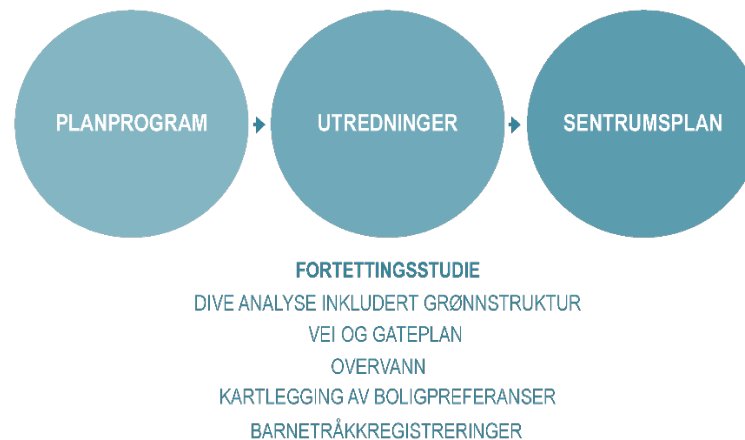 PLANPROGRAM
UTREDNINGER
SENTRUMSPLAN
FORTETTINGSSTUDIE
DIVE ANALYSE INKLUDERT GRØNNSTRUKTUR
VEI OG GATEPLAN
OVERVANN
KARTLEGGING AV BOLIGPREFERANSER
BARNETRÅKKREGISTRERINGER